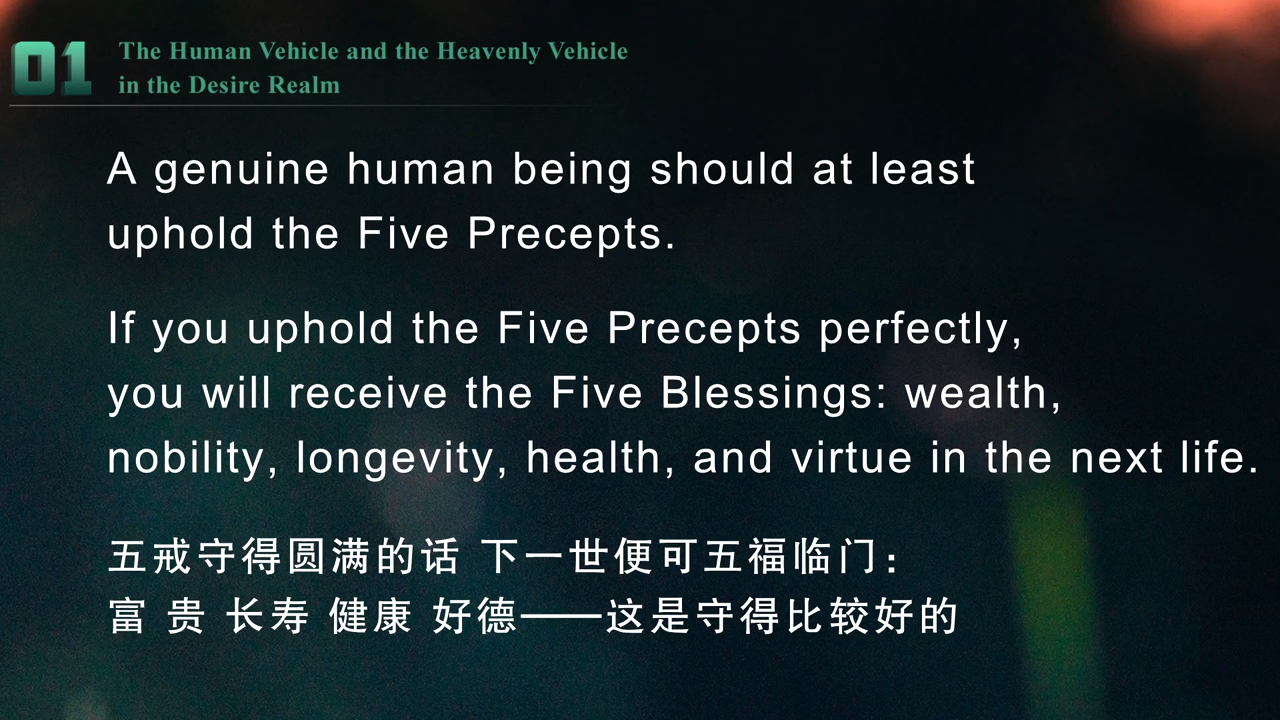 01
The Human Vehicle and the Heavenly Vehicle
in the Desire Realm
A genuine human being should at least
uphold the Five Precepts.
If you uphold the Five Precepts perfectly,
you will receive the Five Blessings: wealth,
nobility, longevity, health, and virtue in the next life.
五戒守得圆满的话 下一世便可五福临门：
富 贵 长寿 健康 好德——这是守得比较好的